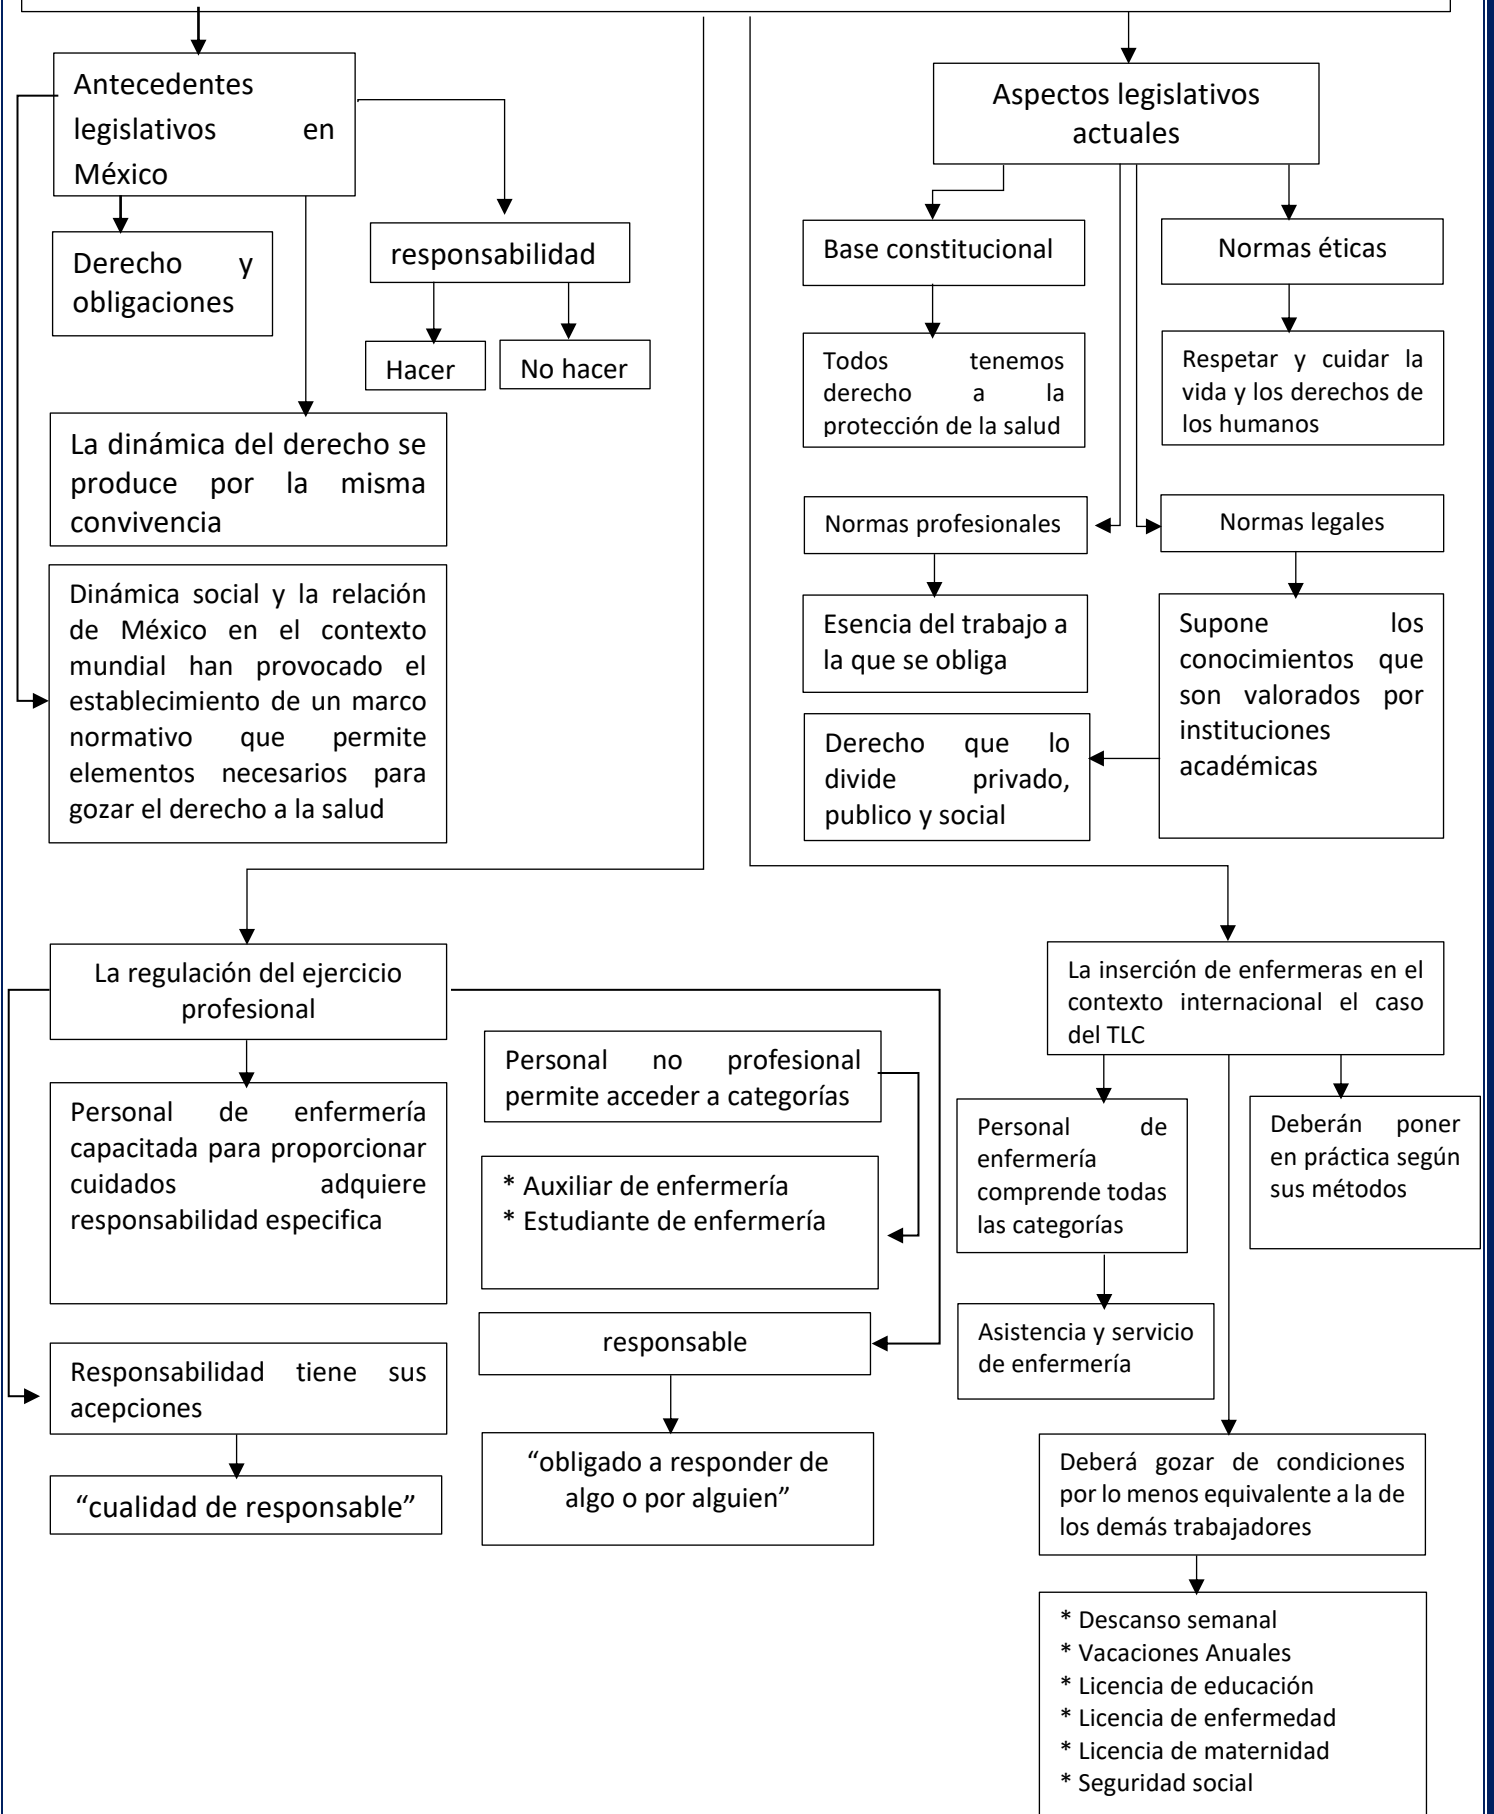 Antecedentes
legislativos en
México
Derecho y
obligaciones
responsabilidad
Hacer
No hacer
La dinámica del derecho se
produce por la misma
convivencia
Dinámica social y la relación
de México en el contexto
mundial han provocado el
establecimiento de un marco
normativo que permite
elementos necesarios para
gozar el derecho a la salud
Aspectos legislativos
actuales
Base constitucional
Todos tenemos
derecho a la
protección de la salud
Normas éticas
Respetar y cuidar la
vida y los derechos de
los humanos
Normas profesionales
Esencia del trabajo a
la que se obliga
Normas legales
Supone los
conocimientos que
son valorados por
instituciones
académicas
Derecho que lo
divide privado,
publico y social
La regulación del ejercicio
profesional
Personal de enfermería
capacitada para proporcionar
cuidados adquiere
responsabilidad especifica
Responsabilidad tiene sus
acepciones
“cualidad de responsable”
Personal no profesional
permite acceder a categorías
* Auxiliar de enfermería
* Estudiante de enfermería
responsable
“obligado a responder de
algo o por alguien”
La inserción de enfermeras en el
contexto internacional el caso
del TLC
Personal de
enfermería
comprende todas
las categorías
Asistencia y servicio
de enfermería
Deberán poner
en práctica según
sus métodos
Deberá gozar de condiciones
por lo menos equivalente a la de
los demás trabajadores
* Descanso semanal
* Vacaciones Anuales
* Licencia de educación
* Licencia de enfermedad
* Licencia de maternidad
* Seguridad social